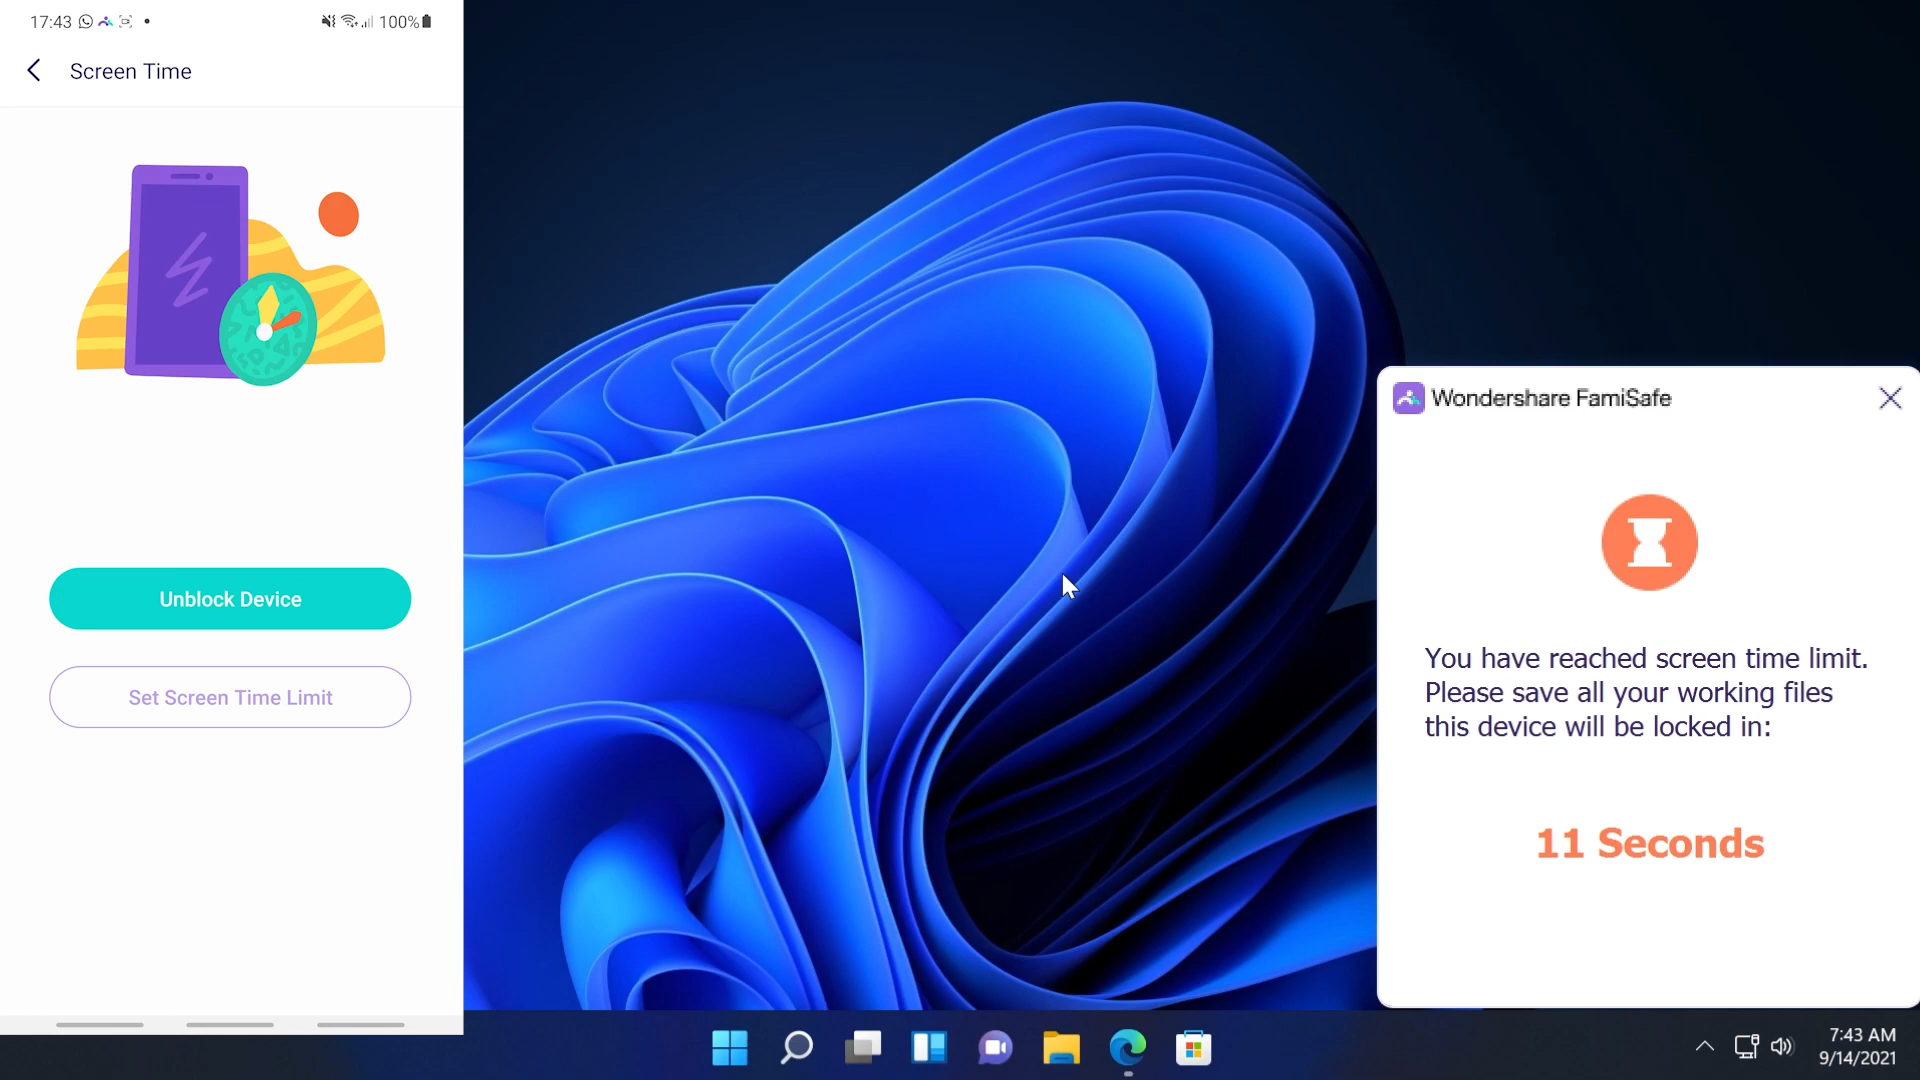 17:43
100%
Screen Time
Unblock Device
Set Screen Time Limit
Wondershare FamiSafe
You have reached screen time limit.
Please save all your working files
this device will be locked in:
11 Seconds
7:43 AM
9/14/2021